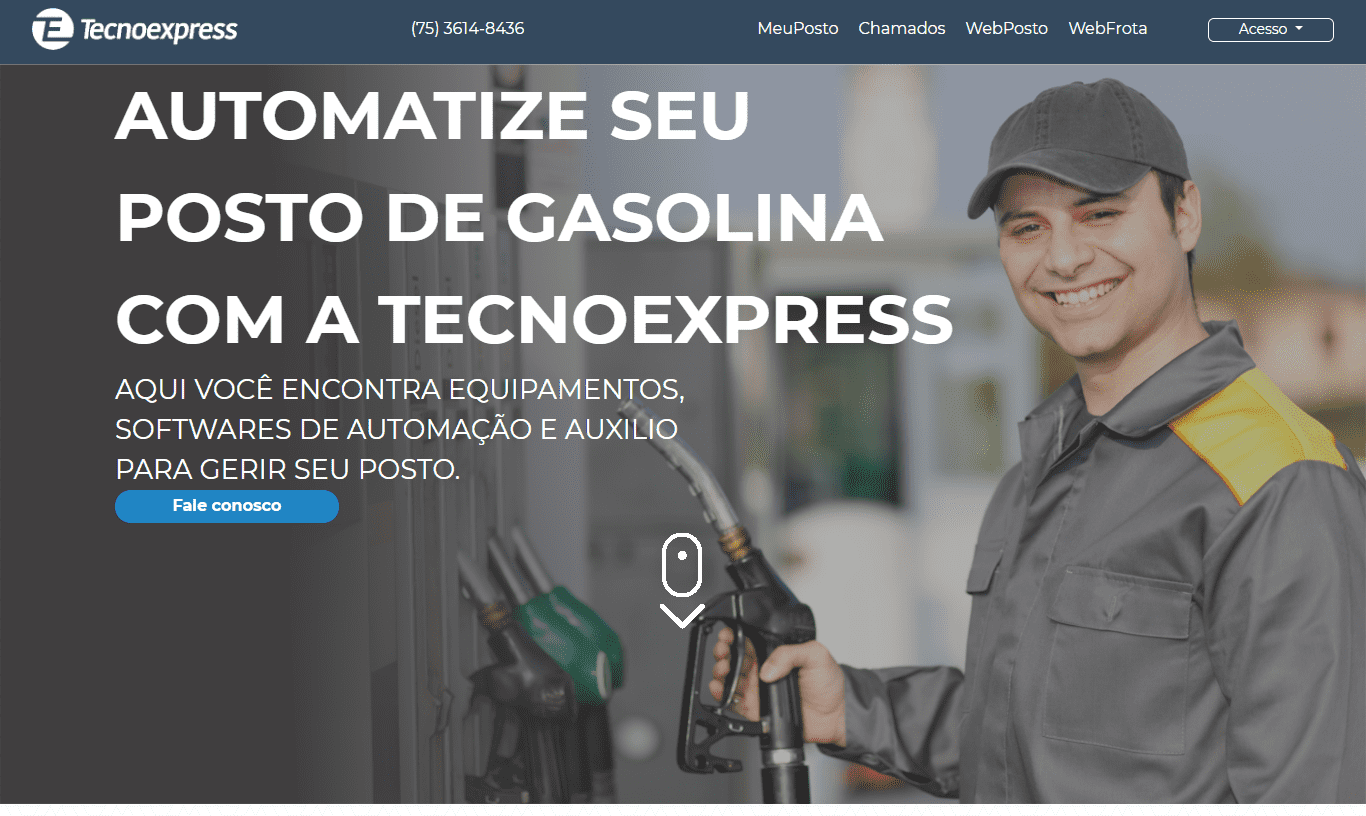 Tecnoexpress
(75) 3614-8436
MeuPosto Chamados WebPosto WebFrota
Acesso
AUTOMATIZE SEU
POSTO DE GASOLINA
COM A TECNOEXPRESS
AQUI VOCÊ ENCONTRA EQUIPAMENTOS,
SOFTWARES DE AUTOMAÇÃO E AUXILIO
PARA GERIR SEU POSTO.
Fale conosco